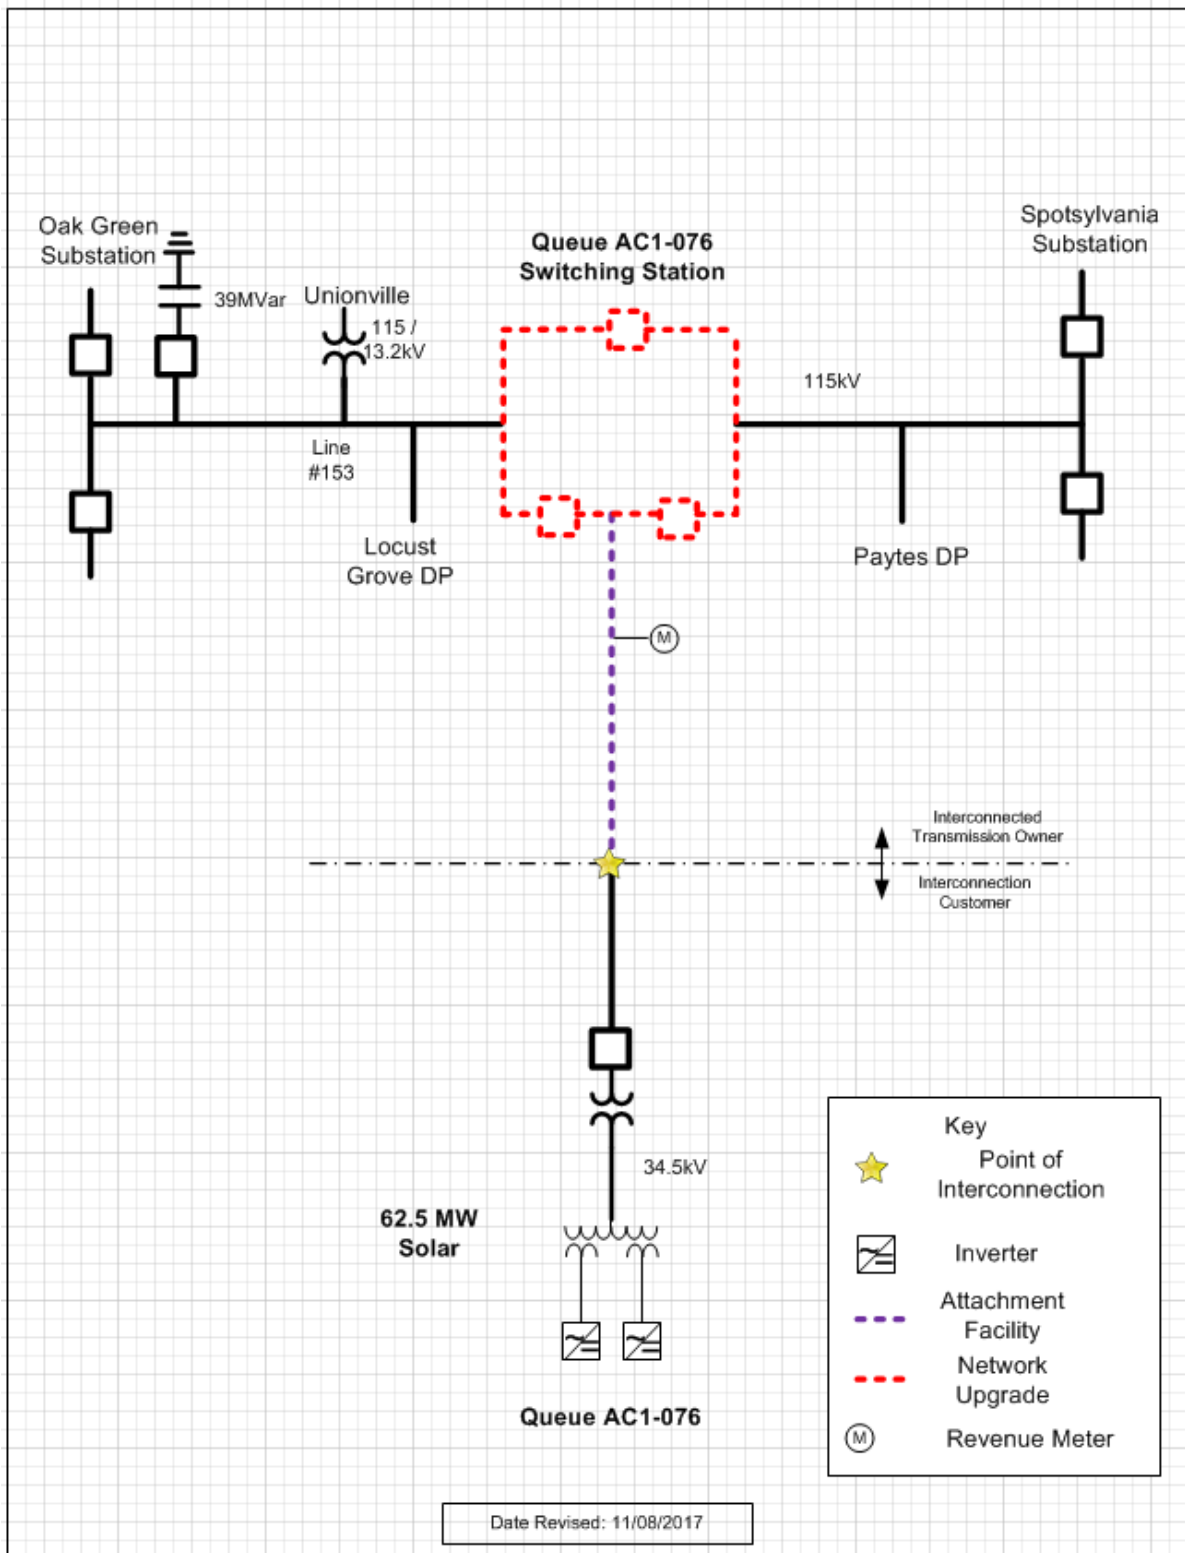 Oak Green
Substation
39MVar
Unionville
115 /
13.2kV
Queue AC1-076
Switching Station
Spotsylvania
Substation
115kV
Line
#153
Locust
Grove DP
Paytes DP
M
Interconnected
Transmission Owner
Interconnection
Customer
34.5kV
62.5 MW
Solar
Queue AC1-076
Key
Point of
Interconnection
Inverter
Attachment
Facility
Network
Upgrade
M
Revenue Meter
Date Revised: 11/08/2017